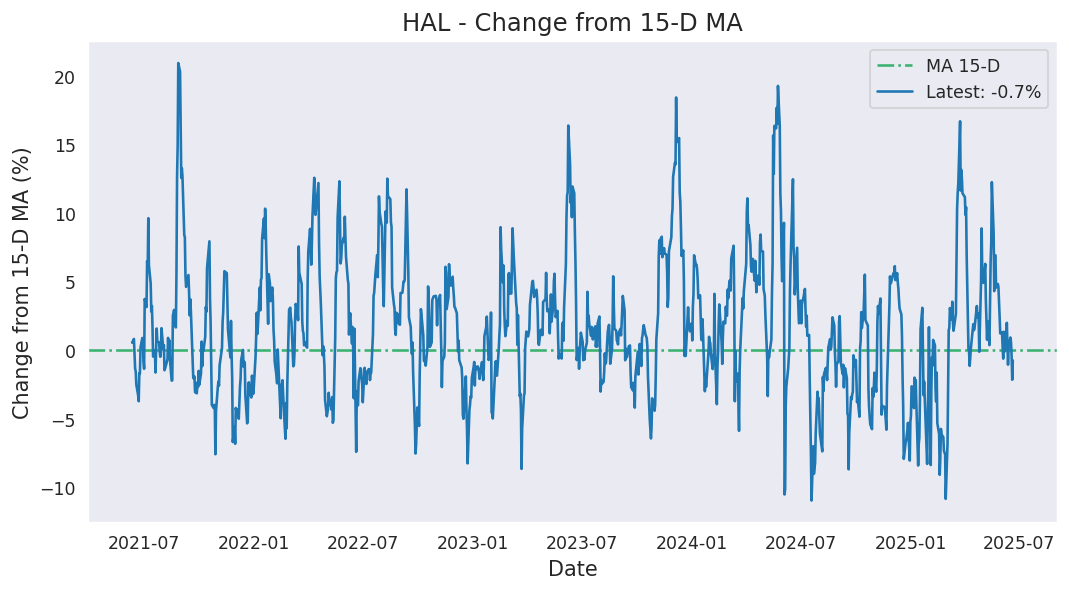 HAL - Change from 15-D MA
MA 15-D
Latest: -0.7%
Change from 15-D MA (%)
20
15
10
5
0
−5
−10
2021-07 2022-01 2022-07 2023-01 2023-07 2024-01 2024-07 2025-01 2025-07
Date